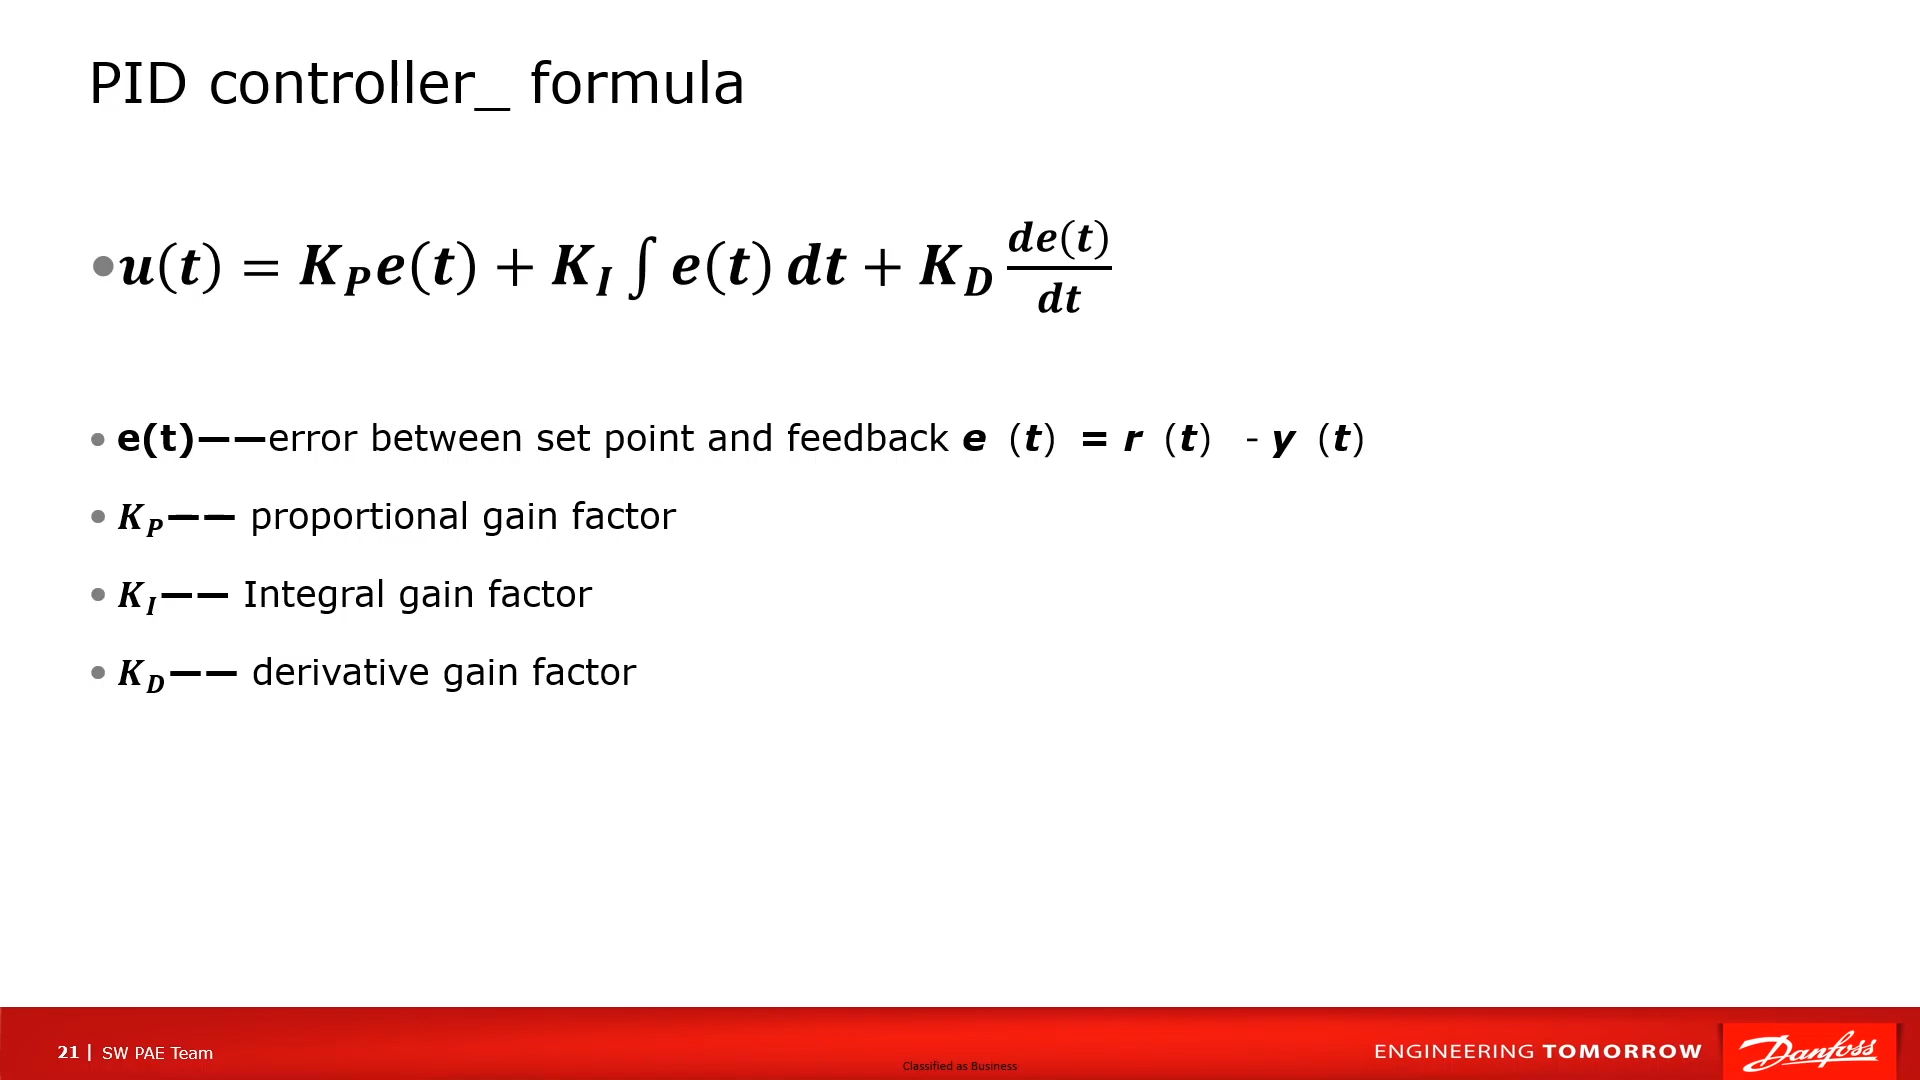 PID controller_ formula
•u(t) = K_P e(t) + K_I ∫ e(t) dt + K_D de(t)/dt
• e(t)——error between set point and feedback e (t) = r (t) - y (t)
• K_P—— proportional gain factor
• K_I—— Integral gain factor
• K_D—— derivative gain factor
21 | SW PAE Team
Classified as Business
ENGINEERING TOMORROW
Danfoss